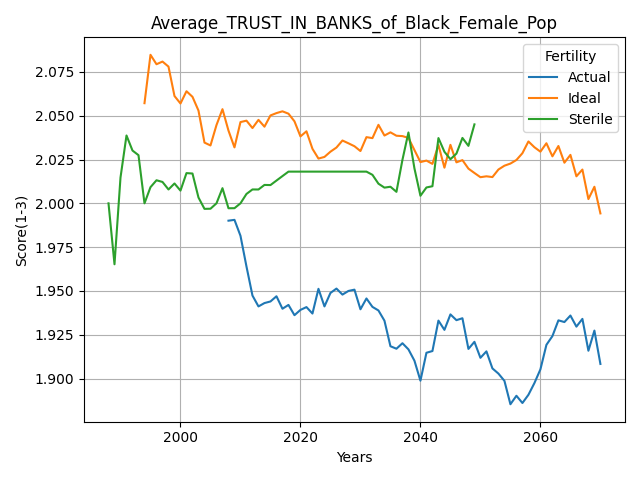 Average_TRUST_IN_BANKS_of_Black_Female_Pop
Fertility
Actual
Ideal
Sterile
2.075
2.050
2.025
2.000
1.975
1.950
1.925
1.900
Score(1-3)
2000
2020
2040
2060
Years